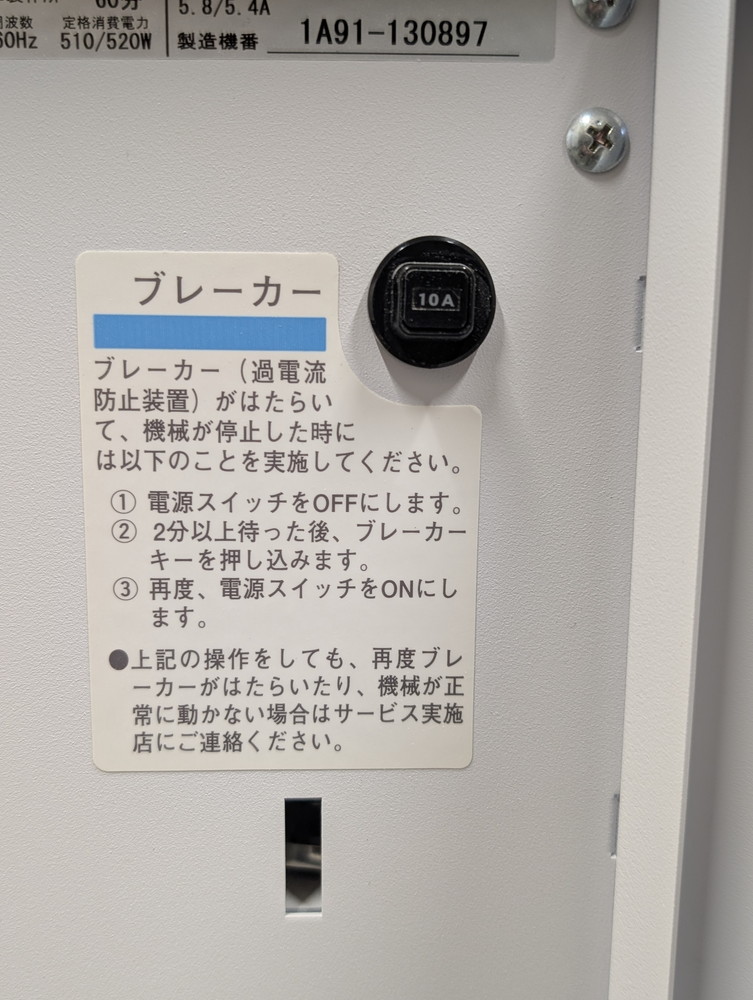 60分
5.8/5.4A
周波数 定格消費電力
60Hz 510/520W
製造機番 1A91-130897
10A
ブレーカー
ブレーカー（過電流
防止装置）がはたらい
て、機械が停止した時に
は以下のことを実施してください。
① 電源スイッチをOFFにします。
② 2分以上待った後、ブレーカー
キーを押し込みます。
③ 再度、電源スイッチをONにし
ます。
●上記の操作をしても、再度ブレ
ーカーがはたらいたり、機械が正
常に動かない場合はサービス実施
店にご連絡ください。